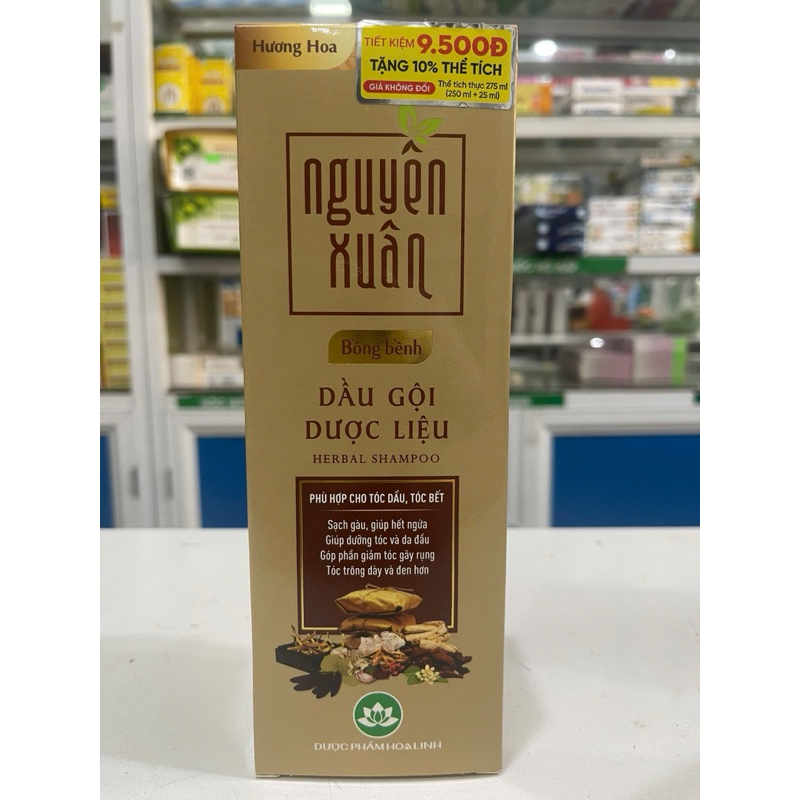 Hương Hoa
TIẾT KIỆM 9.500Đ
TẶNG 10% THỂ TÍCH
GIÁ KHÔNG ĐỔI
Thể tích thực 275 ml
(250 ml + 25 ml)
nguyên
xuân
Bồng bềnh
DẦU GỘI
DƯỢC LIỆU
HERBAL SHAMPOO
PHÙ HỢP CHO TÓC DẦU, TÓC BẾT
Sạch gàu, giúp hết ngứa
Giúp dưỡng tóc và da đầu
Góp phần giảm tóc gãy rụng
Tóc trông dày và đen hơn
DƯỢC PHẨM HOA LINH